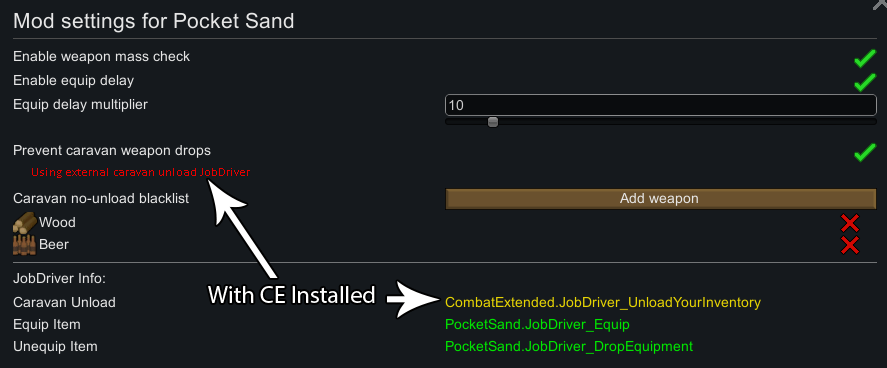 Mod settings for Pocket Sand
Enable weapon mass check
Enable equip delay
Equip delay multiplier
10
Prevent caravan weapon drops
Using external caravan unload JobDriver
Caravan no-unload blacklist
Add weapon
Wood
Beer
JobDriver Info:
With CE Installed
Caravan Unload
CombatExtended.JobDriver_UnloadYourInventory
Equip Item
PocketSand.JobDriver_Equip
Unequip Item
PocketSand.JobDriver_DropEquipment